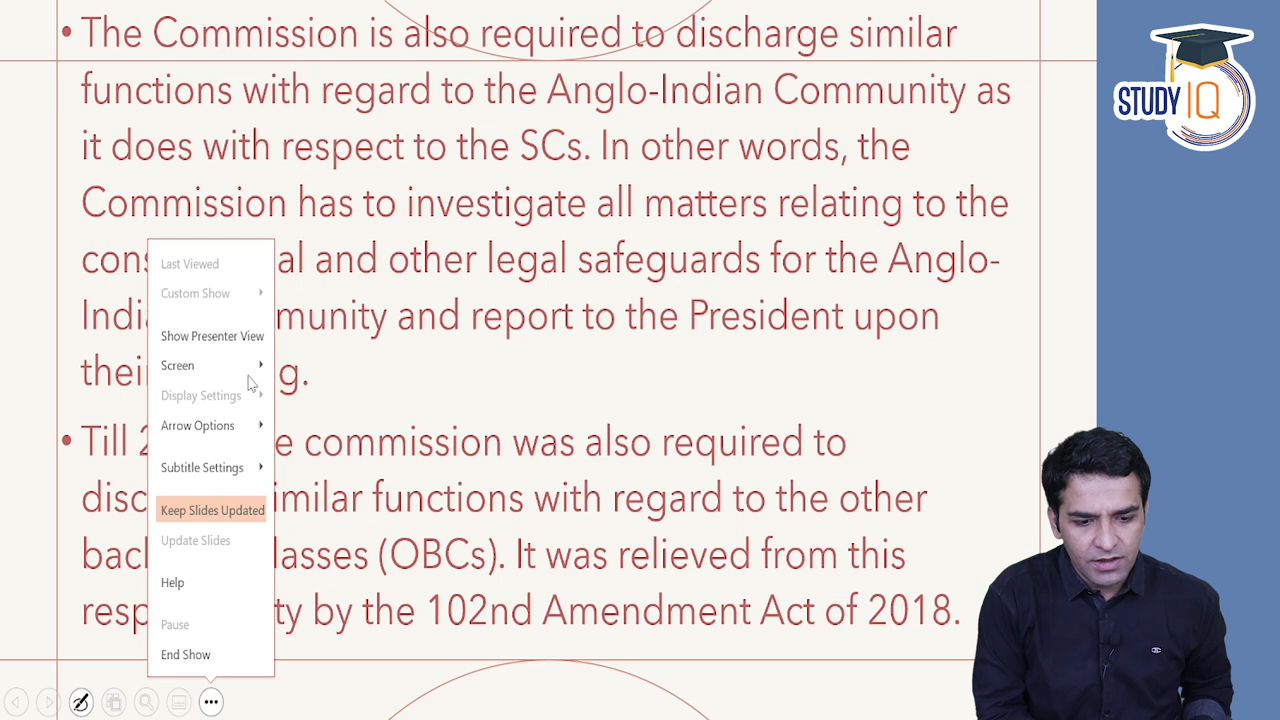 • The Commission is also required to discharge similar
functions with regard to the Anglo-Indian Community as
it does with respect to the SCs. In other words, the
Commission has to investigate all matters relating to the
cons al and other legal safeguards for the Anglo-
India munity and report to the President upon
their g.
• Till 2 e commission was also required to
disc imilar functions with regard to the other
back lasses (OBCs). It was relieved from this
resp ty by the 102nd Amendment Act of 2018.
Last Viewed
Custom Show
Show Presenter View
Screen
Display Settings
Arrow Options
Subtitle Settings
Keep Slides Updated
Update Slides
Help
Pause
End Show
STUDY IQ